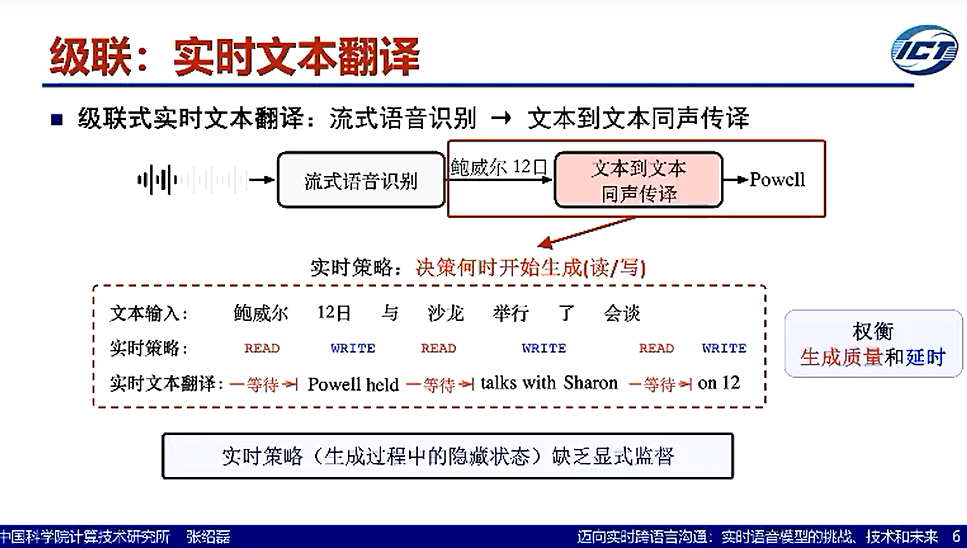 级联：实时文本翻译
ICT
级联式实时文本翻译：流式语音识别 → 文本到文本同声传译
流式语音识别
鲍威尔 12日
文本到文本
同声传译
Powell
实时策略：决策何时开始生成(读/写)
文本输入： 鲍威尔 12日 与 沙龙 举行 了 会谈
实时策略： READ WRITE READ WRITE READ WRITE
实时文本翻译： 等待 Powell held 等待 talks with Sharon 等待 on 12
权衡
生成质量和延时
实时策略（生成过程中的隐藏状态）缺乏显式监督
中国科学院计算技术研究所 张绍磊
迈向实时跨语言沟通：实时语音模型的挑战、技术和未来 6